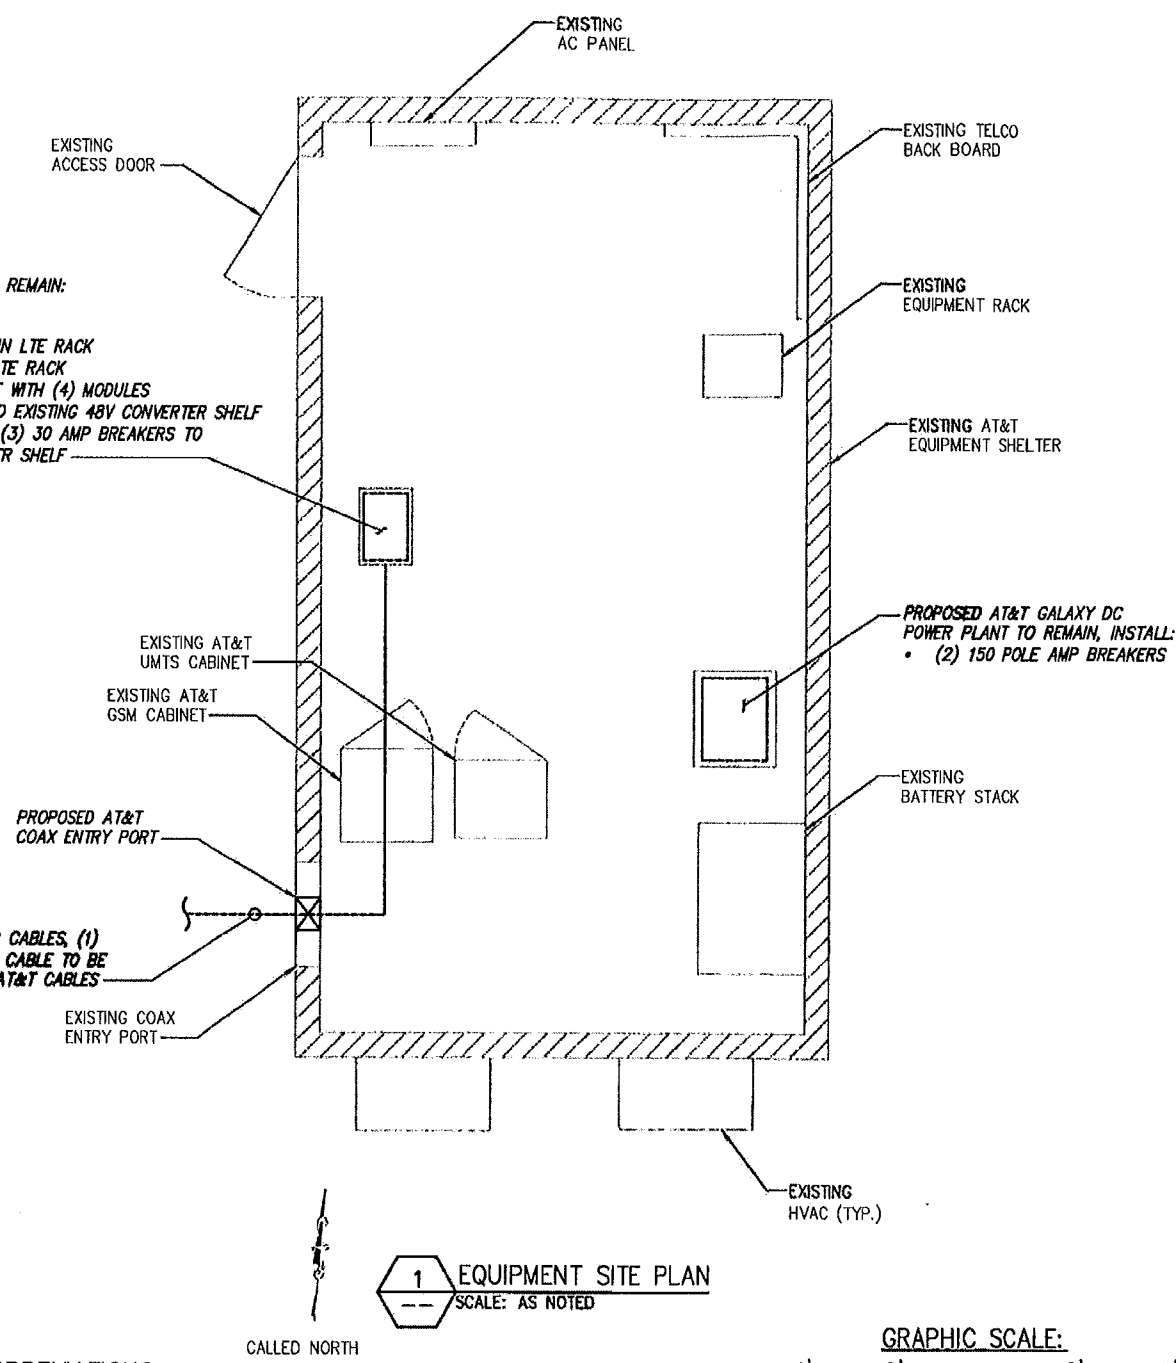 EXISTING
AC PANEL
EXISTING
ACCESS DOOR
EXISTING TELCO
BACK BOARD
REMAIN:
EXISTING
EQUIPMENT RACK
IN LTE RACK
TE RACK
WITH (4) MODULES
EXISTING 48V CONVERTER SHELF
(3) 30 AMP BREAKERS TO
SHELF
EXISTING AT&T
EQUIPMENT SHELTER
PROPOSED AT&T GALAXY DC
POWER PLANT TO REMAIN, INSTALL:
• (2) 150 POLE AMP BREAKERS
EXISTING AT&T
UMTS CABINET
EXISTING AT&T
GSM CABINET
EXISTING
BATTERY STACK
PROPOSED AT&T
COAX ENTRY PORT
CABLES, (1)
CABLE TO BE
AT&T CABLES
EXISTING COAX
ENTRY PORT
EXISTING
HVAC (TYP.)
1
--
EQUIPMENT SITE PLAN
SCALE: AS NOTED
CALLED NORTH
GRAPHIC SCALE: